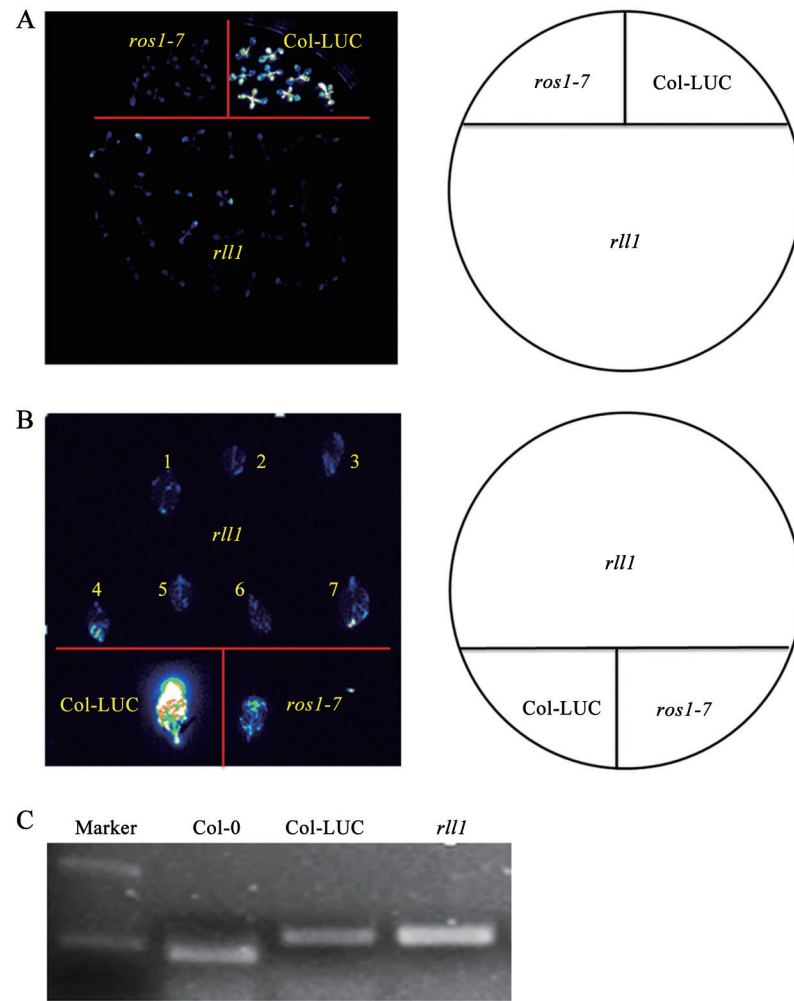 A
ros1-7
Col-LUC
rll1
ros1-7
Col-LUC
rll1
B
1
2
3
rll1
4
5
6
7
Col-LUC
ros1-7
rll1
Col-LUC
ros1-7
C
Marker
Col-0
Col-LUC
rll1